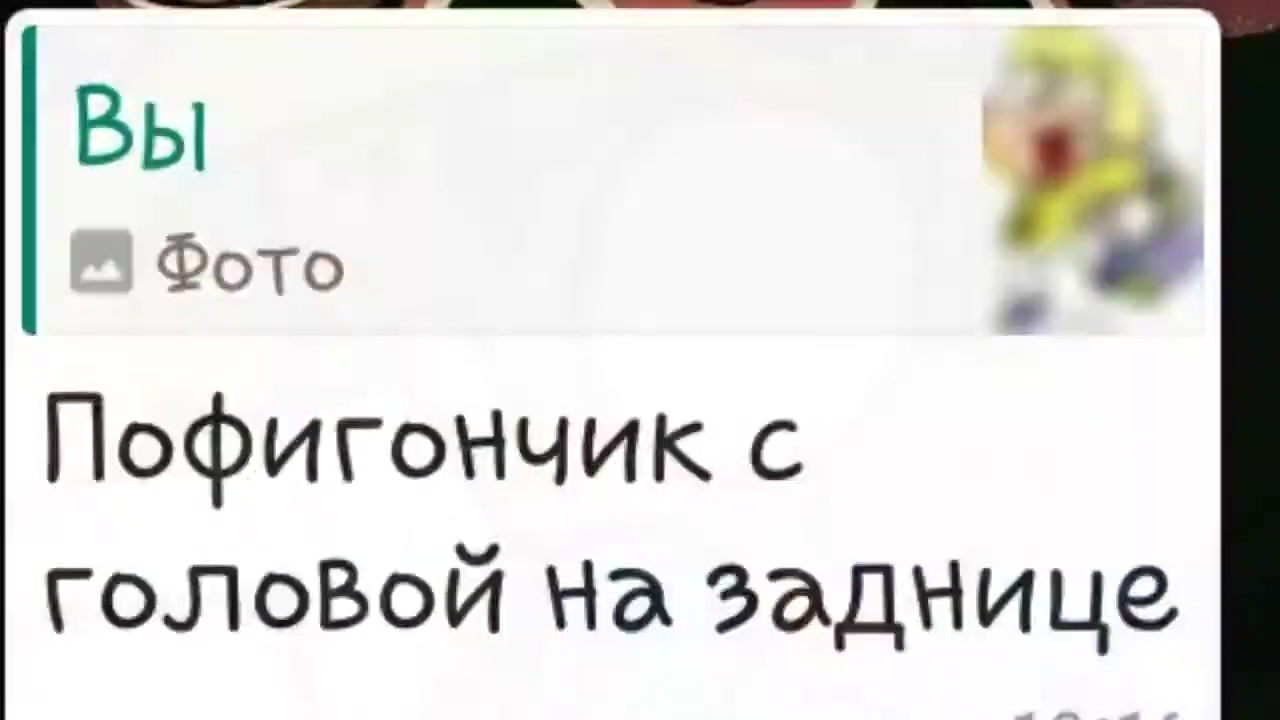 Вы
Фото
Пофигончик с
головой на заднице